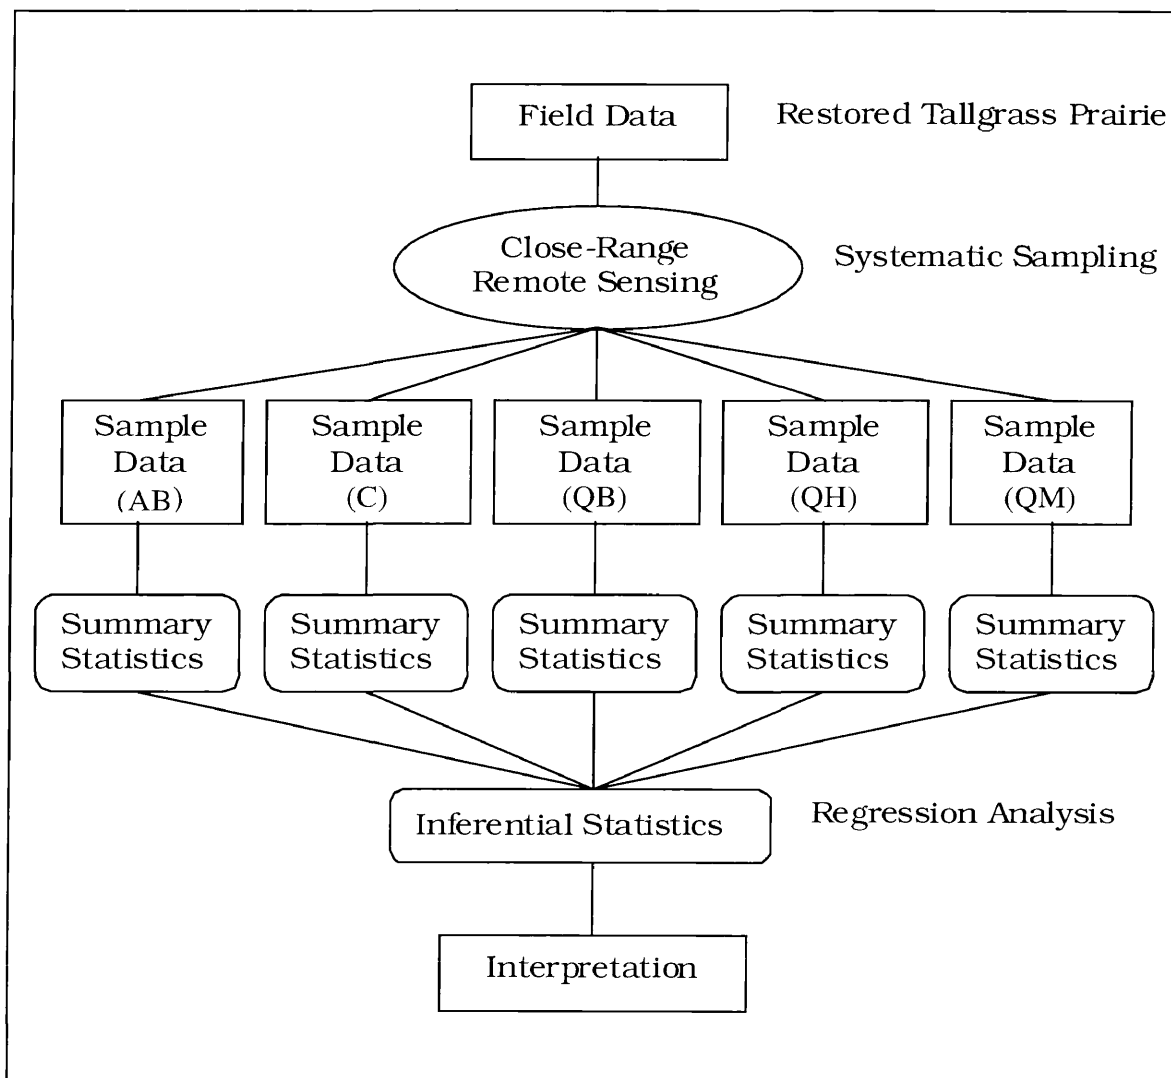 Field Data
Restored Tallgrass Prairie
Close-Range
Remote Sensing
Systematic Sampling
Sample
Data
(AB)
Sample
Data
(C)
Sample
Data
(QB)
Sample
Data
(QH)
Sample
Data
(QM)
Summary
Statistics
Summary
Statistics
Summary
Statistics
Summary
Statistics
Summary
Statistics
Inferential Statistics
Regression Analysis
Interpretation